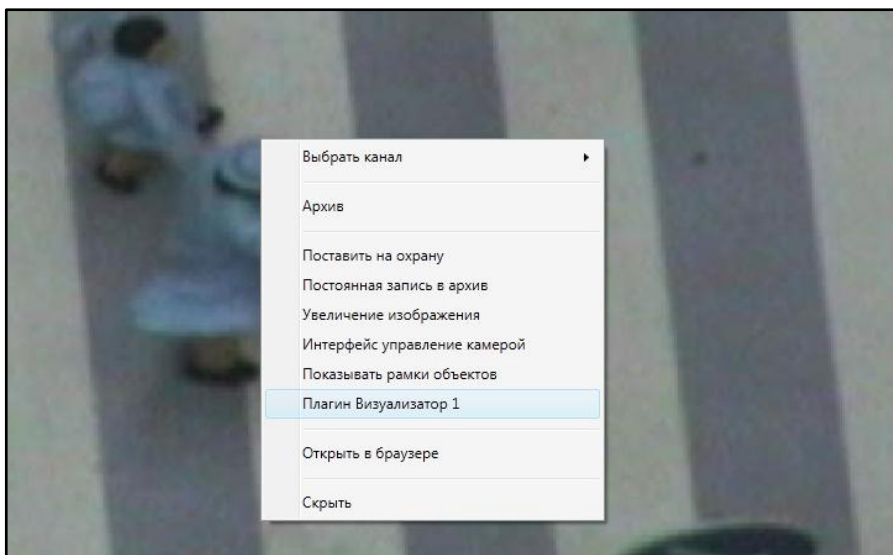 Выбрать канал
Архив
Поставить на охрану
Постоянная запись в архив
Увеличение изображения
Интерфейс управление камерой
Показывать рамки объектов
Плагин Визуализатор 1
Открыть в браузере
Скрыть